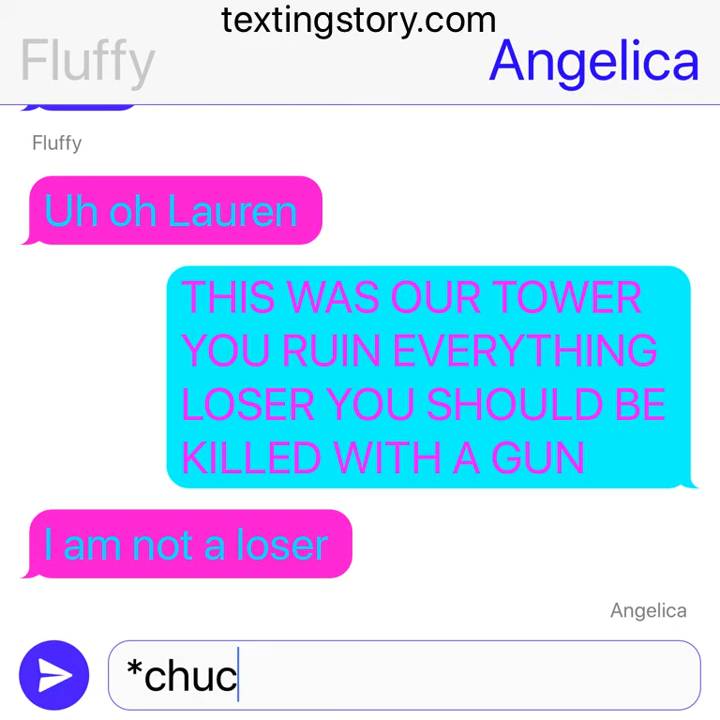 textingstory.com
Fluffy
Angelica
Fluffy
Uh oh Lauren
THIS WAS OUR TOWER
YOU RUIN EVERYTHING
LOSER YOU SHOULD BE
KILLED WITH A GUN
I am not a loser
Angelica
*chuc